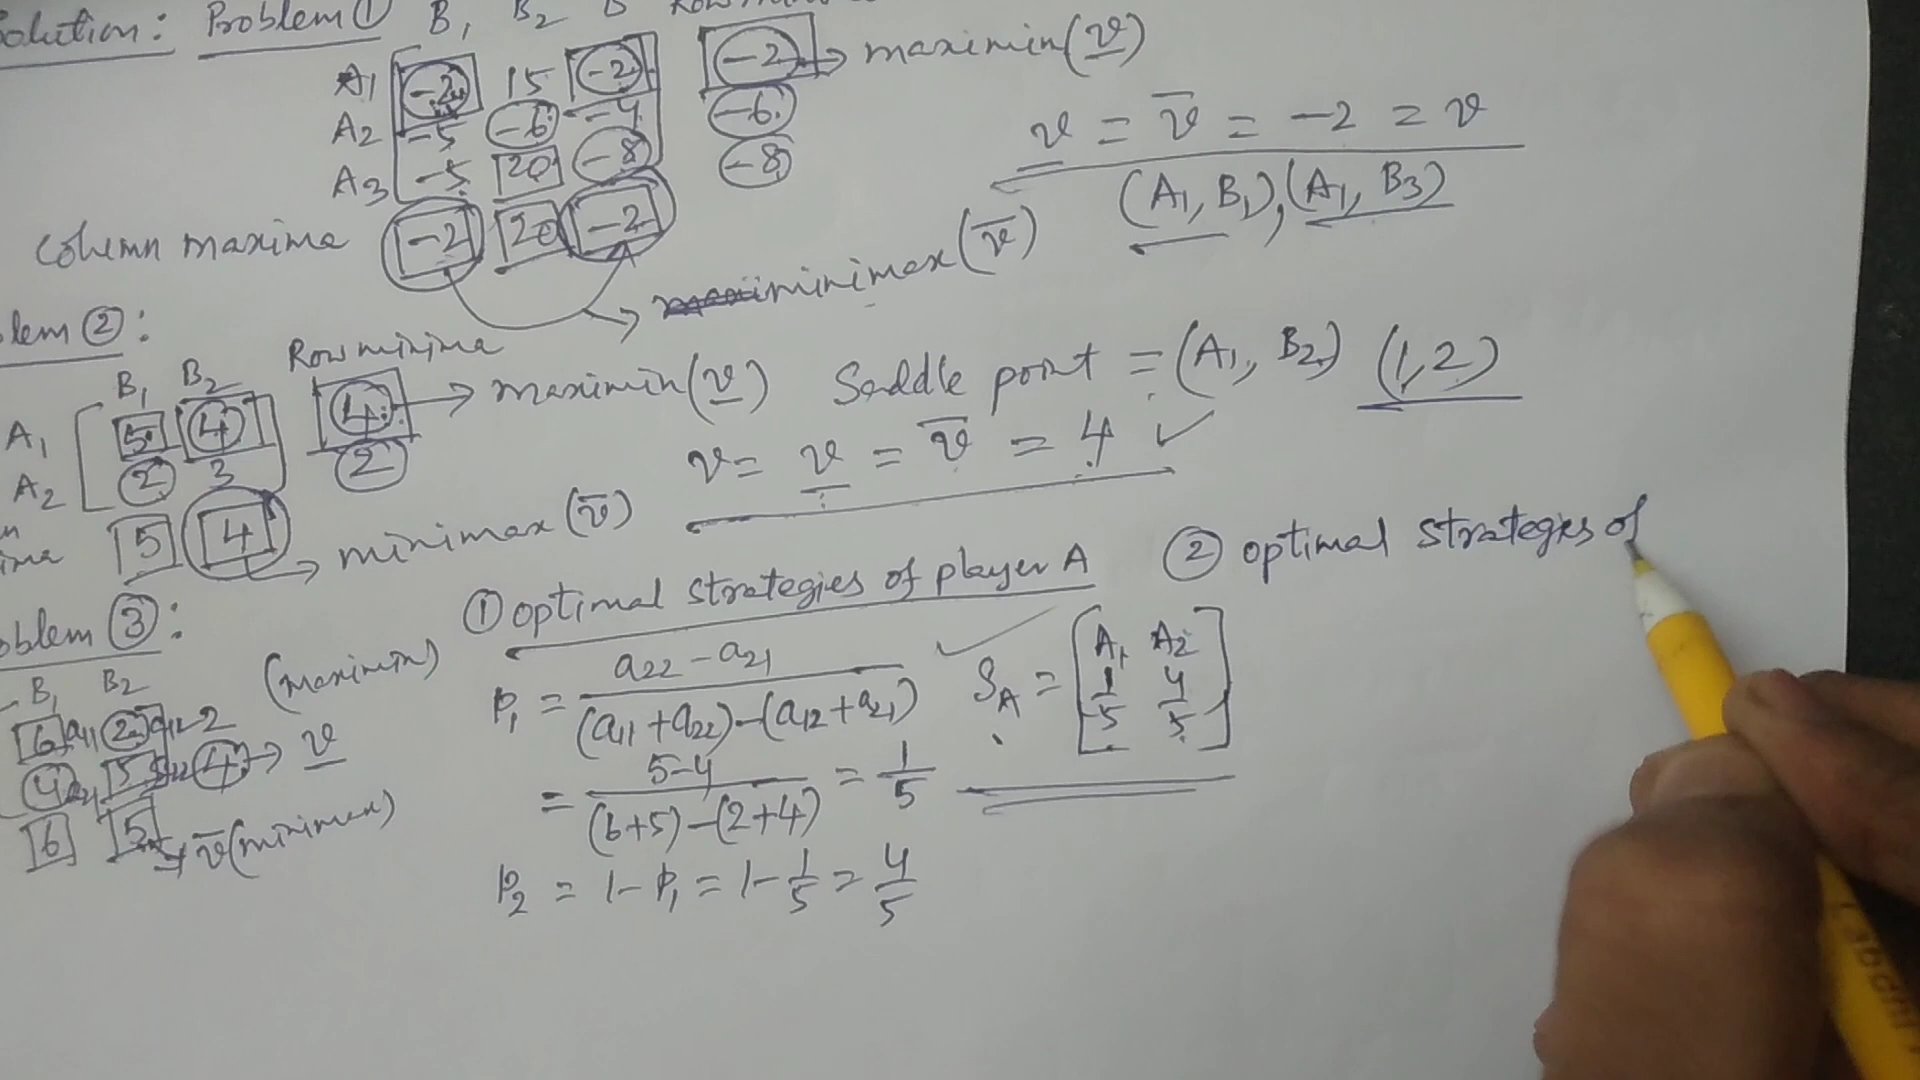 Solution: Problem ① B₁ B₂
A1 -2 15 -2 -2 → maximin(v̲)
A2 -5 -6 -4 -6
A3 -5 20 -8 -8
v̲ = v̄ = -2 = v
(A₁, B₁), (A₁, B3)
Column maxima -2 20 -2
→ minimax(v̄)
lem ②:
B₁ B₂ Row minima
A₁ 5 4 4 → maximin(v̲)
A₂ 2 3 2
5 4 → minimax(v̄)
Saddle point = (A₁, B₂) (1,2)
v = v̲ = v̄ = 4 ✓
oblem ③:
B₁ B₂ (maximin)
6 a₁₁ 2 a₁₂ 2
4 a₂₁ 5 a₂₂ 4 → v̲
6 5 → v̄(minimax)
① optimal strategies of player A
p₁ = a₂₂ - a₂₁ / (a₁₁ + a₂₂) - (a₁₂ + a₂₁)
= 5-4 / (6+5) - (2+4) = 1/5
p₂ = 1 - p₁ = 1 - 1/5 = 4/5
S_A = [A₁ A₂
1/5 4/5]
② optimal strategies of